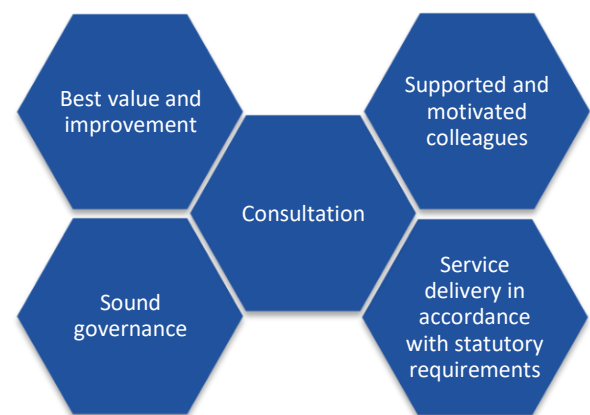 Best value and
improvement
Supported and
motivated
colleagues
Consultation
Sound
governance
Service
delivery in
accordance
with statutory
requirements